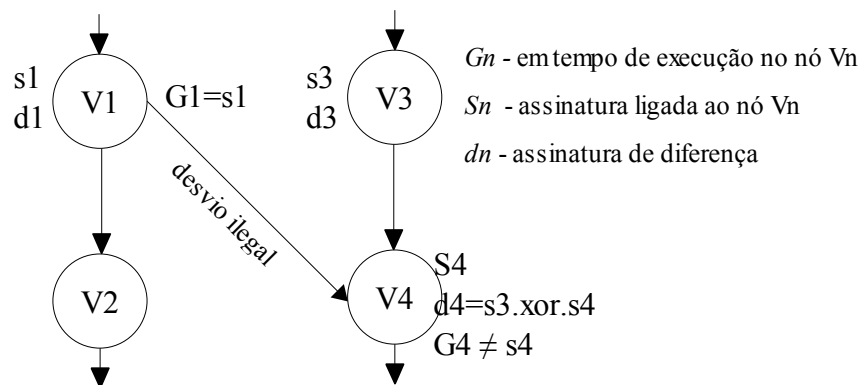 s1
d1
V1
G1=s1
s3
d3
V3
Gn - em tempo de execução no nó Vn
Sn - assinatura ligada ao nó Vn
dn - assinatura de diferença
desvio ilegal
V2
V4
S4
d4=s3.xor.s4
G4 ≠ s4